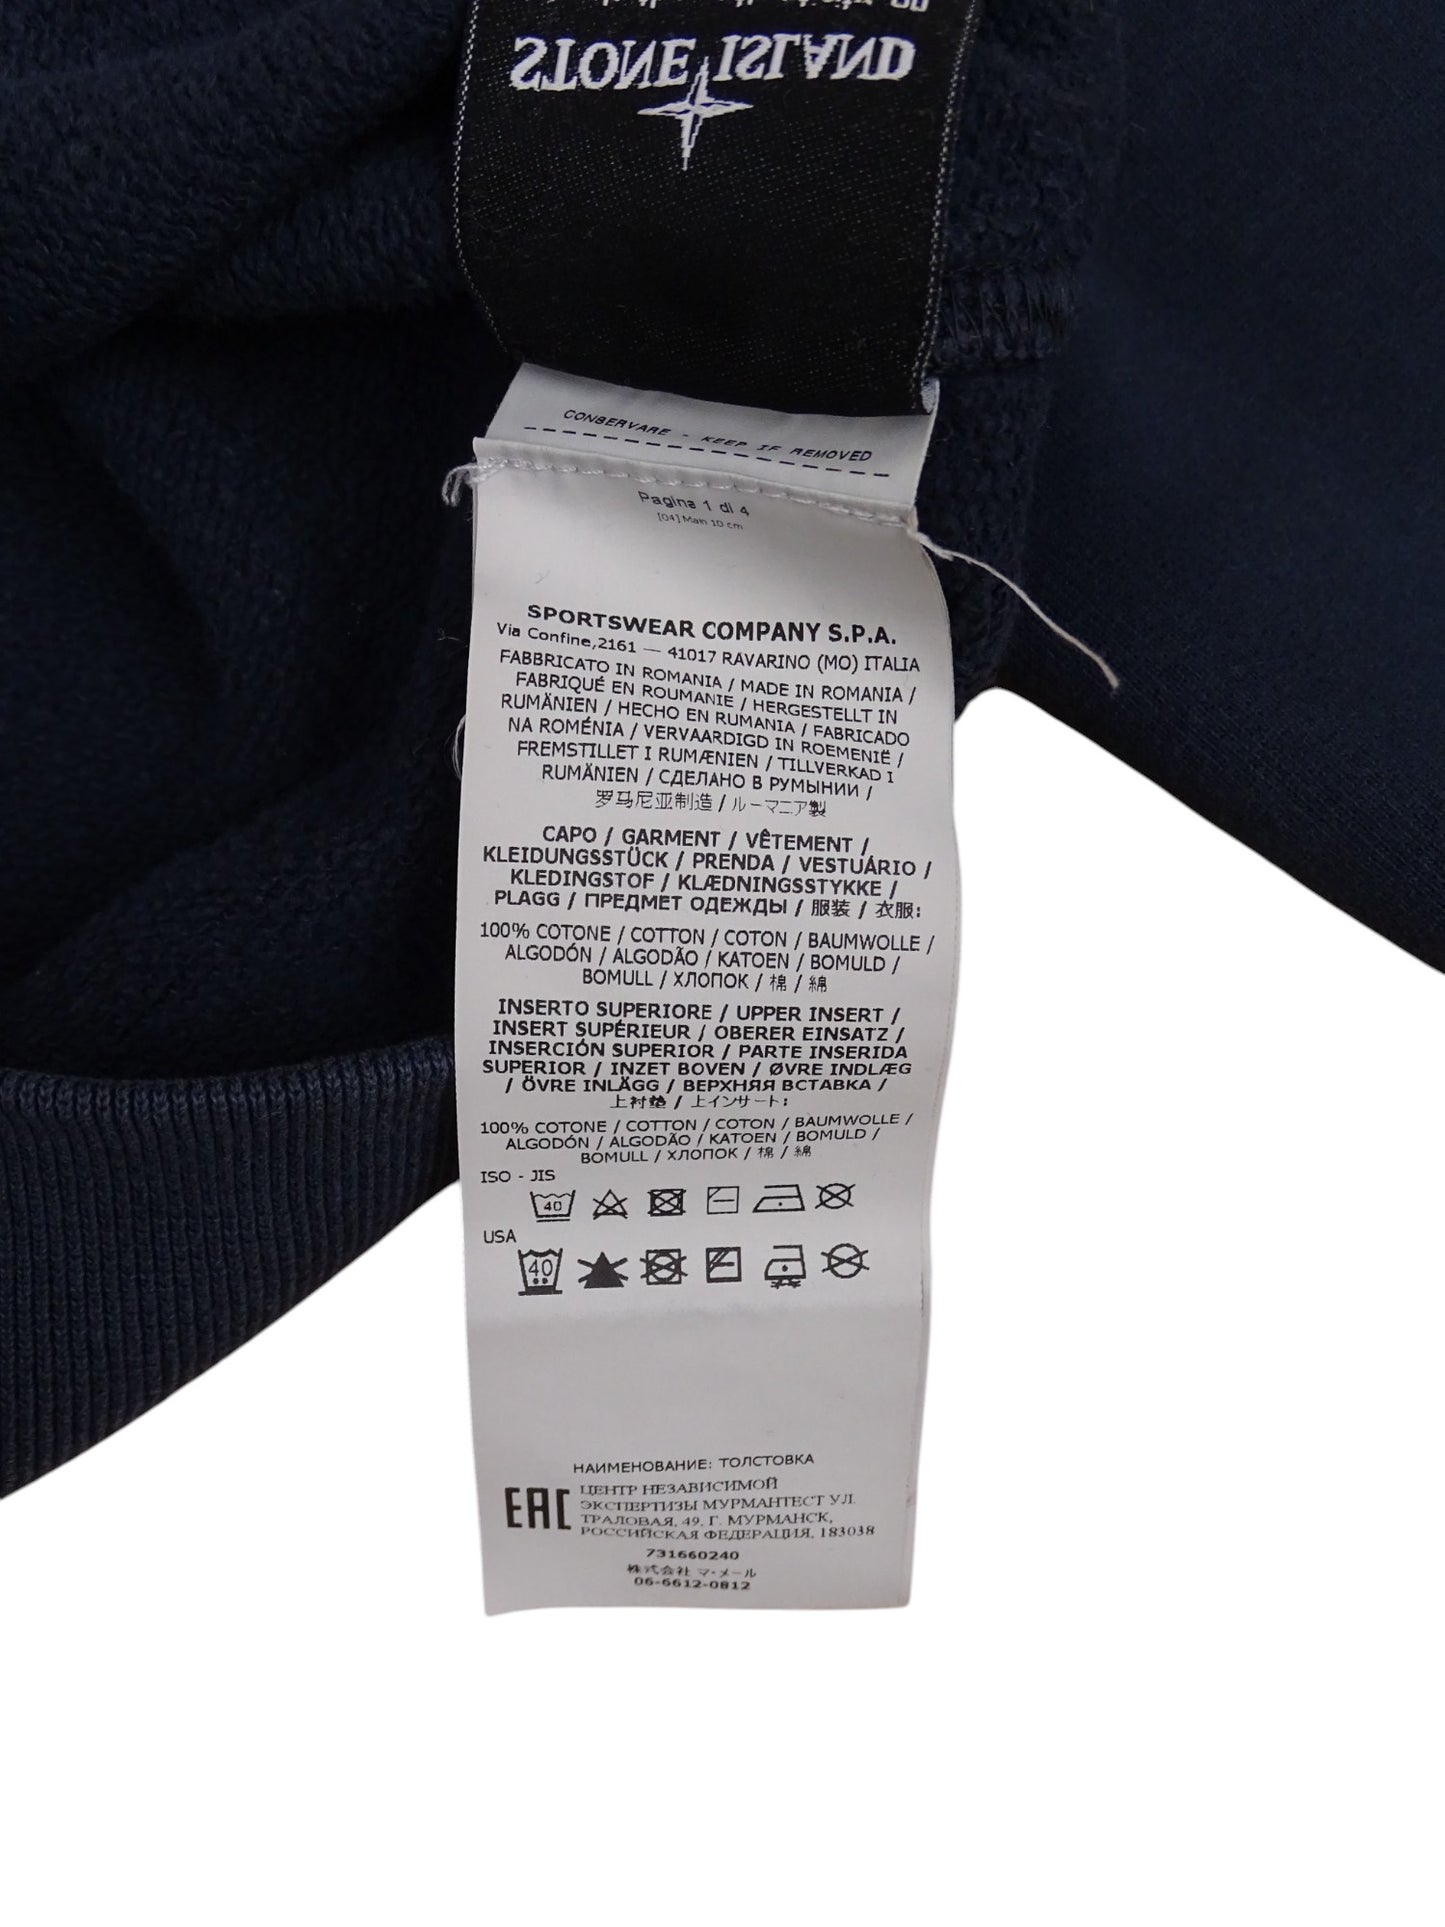 STONE ISLAND
CONSERVARE - KEEP IF REMOVED
Pagina 1 di 4
[04] Main 10 cm
SPORTSWEAR COMPANY S.P.A.
Via Confine,2161 — 41017 RAVARINO (MO) ITALIA
FABBRICATO IN ROMANIA / MADE IN ROMANIA /
FABRIQUÉ EN ROUMANIE / HERGESTELLT IN
RUMÄNIEN / HECHO EN RUMANIA / FABRICADO
NA ROMÉNIA / VERVAARDIGD IN ROEMENIË /
FREMSTILLET I RUMÆNIEN / TILLVERKAD I
RUMÄNIEN / СДЕЛАНО В РУМЫНИИ /
罗马尼亚制造 / ルーマニア製
CAPO / GARMENT / VÊTEMENT /
KLEIDUNGSSTÜCK / PRENDA / VESTUÁRIO /
KLEDINGSTOF / KLÆDNINGSSTYKKE /
PLAGG / ПРЕДМЕТ ОДЕЖДЫ / 服装 / 衣服:
100% COTONE / COTTON / COTON / BAUMWOLLE /
ALGODÓN / ALGODÃO / KATOEN / BOMULD /
BOMULL / ХЛОПОК / 棉 / 綿
INSERTO SUPERIORE / UPPER INSERT /
INSERT SUPÉRIEUR / OBERER EINSATZ /
INSERCIÓN SUPERIOR / PARTE INSERIDA
SUPERIOR / INZET BOVEN / ØVRE INDLÆG
/ ÖVRE INLÄGG / ВЕРХНЯЯ ВСТАВКА /
上衬垫 / 上インサート:
100% COTONE / COTTON / COTON / BAUMWOLLE /
ALGODÓN / ALGODÃO / KATOEN / BOMULD /
BOMULL / ХЛОПОК / 棉 / 綿
ISO - JIS
40
USA
40
НАИМЕНОВАНИЕ: ТОЛСТОВКА
EAC
ЦЕНТР НЕЗАВИСИМОЙ
ЭКСПЕРТИЗЫ МУРМАНТЕСТ УЛ.
ТРАЛОВАЯ, 49, Г. МУРМАНСК,
РОССИЙСКАЯ ФЕДЕРАЦИЯ, 183038
731660240
株式会社 マ・メール
06-6612-0812